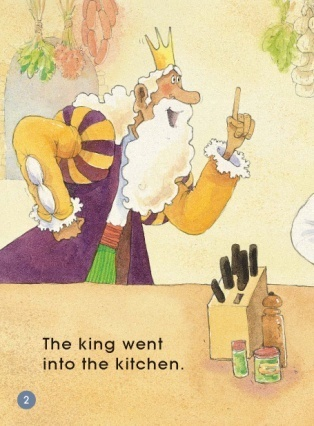 The king went
into the kitchen.
2